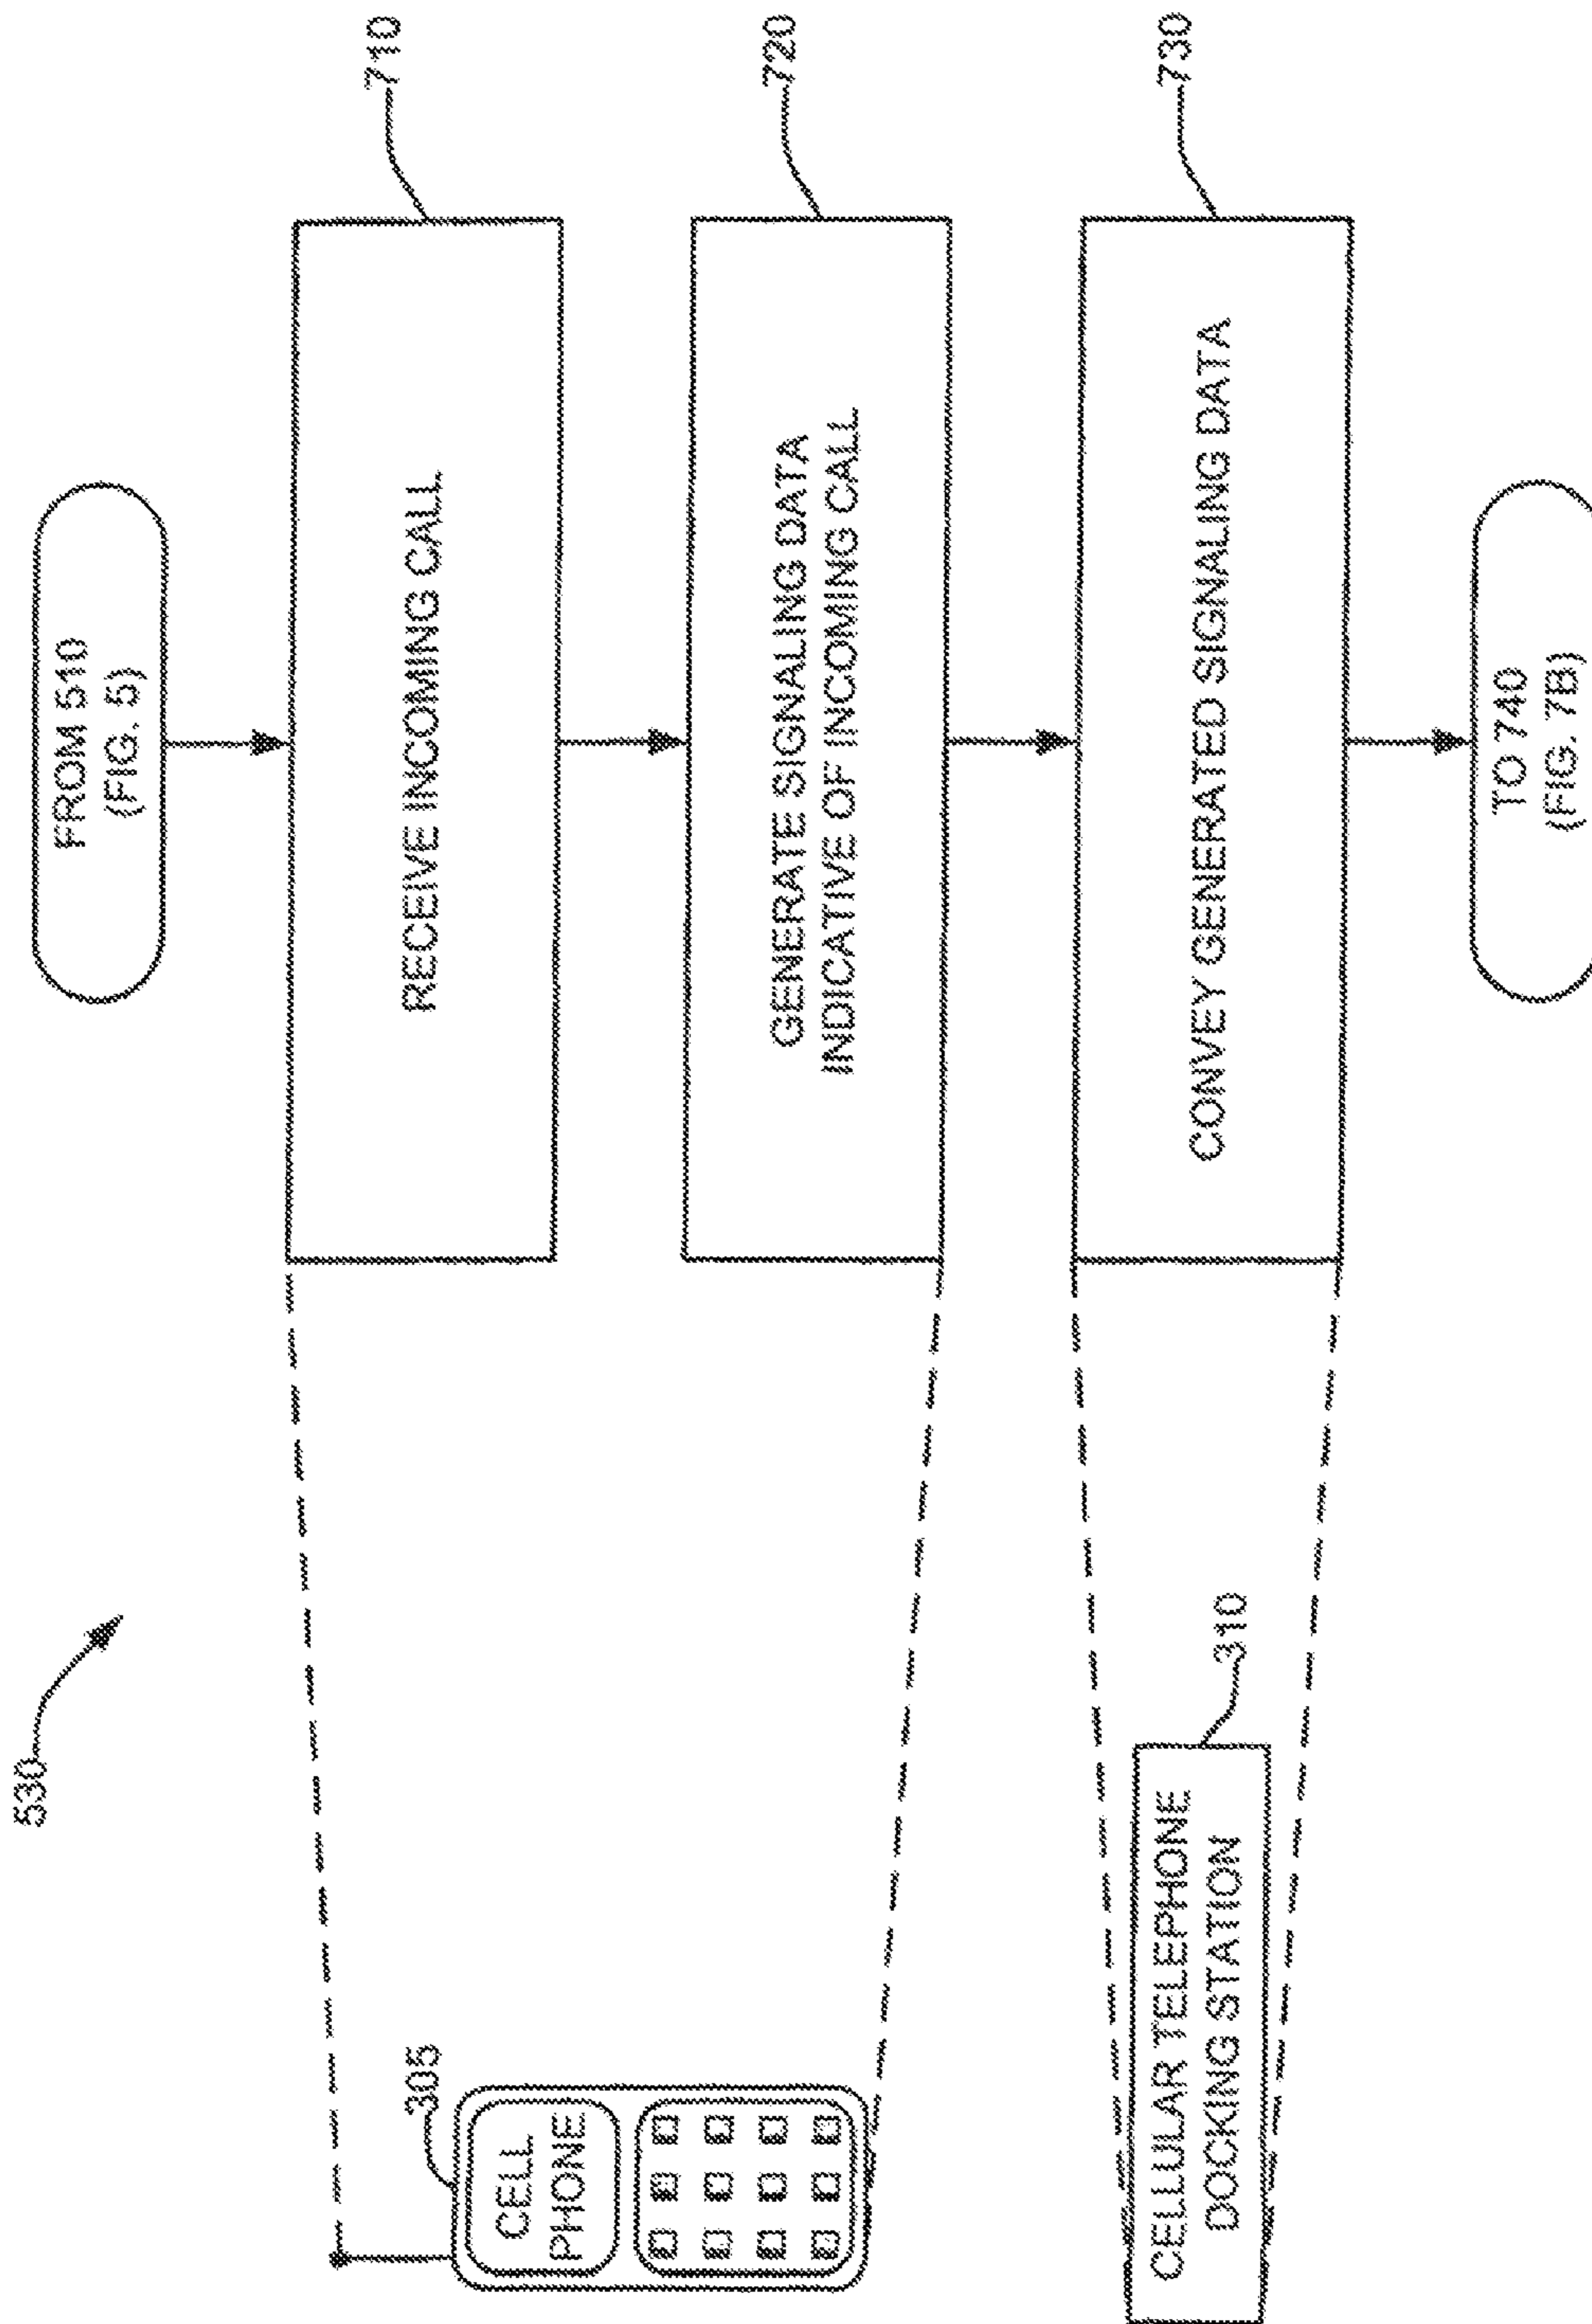 530
FROM 510
(FIG. 5)
RECEIVE INCOMING CALL
710
305
CELL
PHONE
GENERATE SIGNALING DATA
INDICATIVE OF INCOMING CALL
720
CELLULAR TELEPHONE
DOCKING STATION
310
CONVEY GENERATED SIGNALING DATA
730
TO 740
(FIG. 7B)